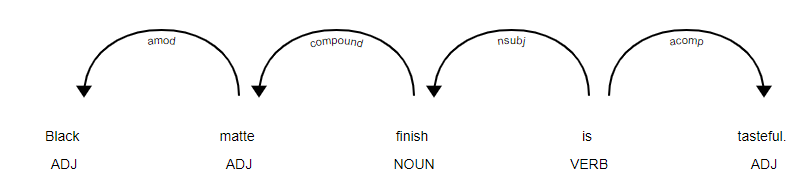 amod compound nsubj acomp
Black matte finish is tasteful.
ADJ ADJ NOUN VERB ADJ